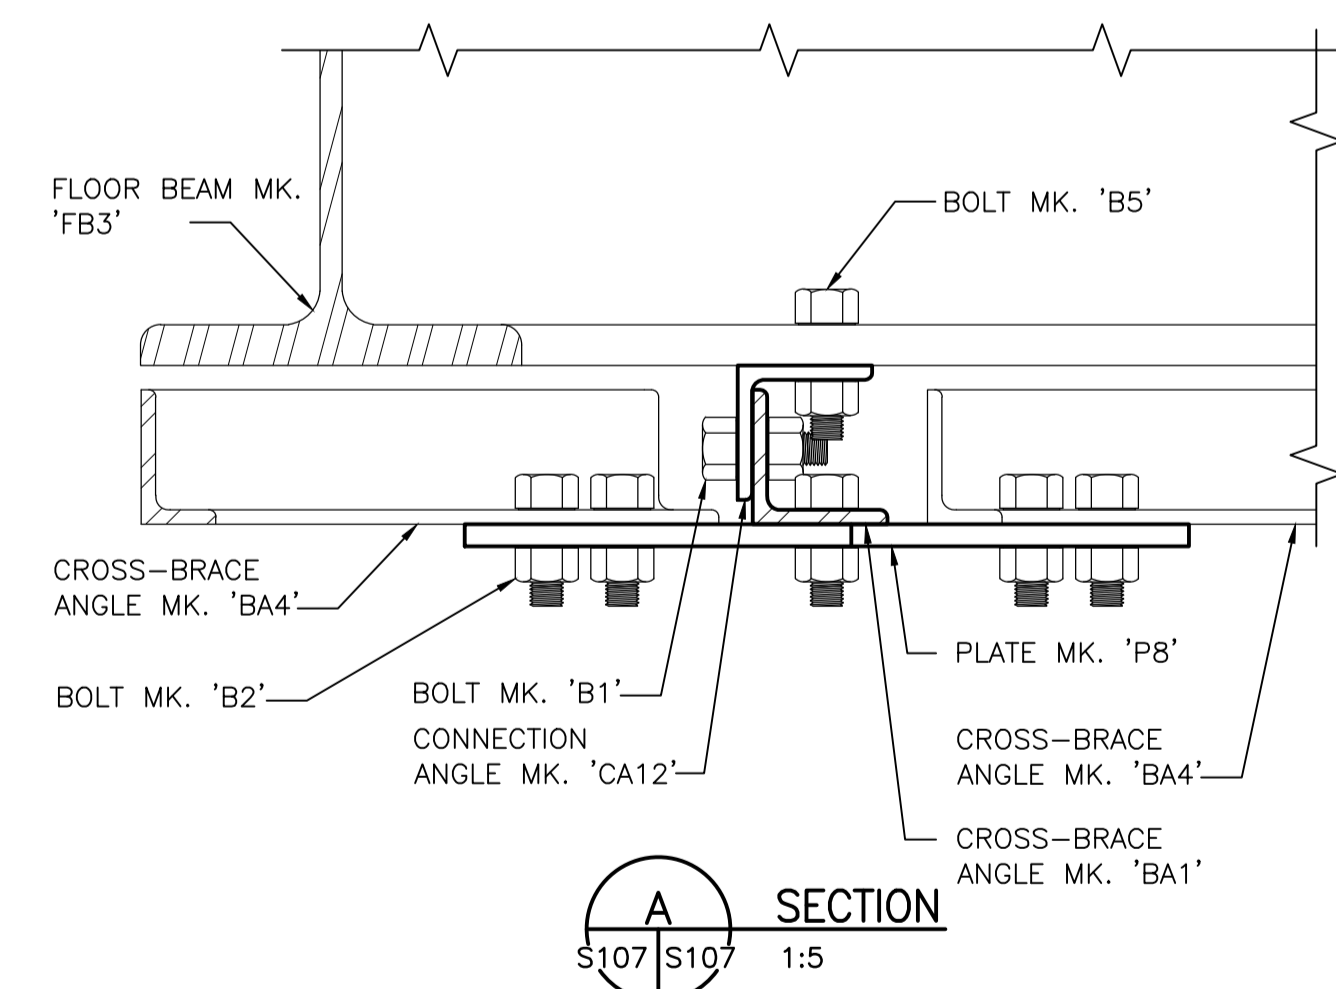 FLOOR BEAM MK.
'FB3'
BOLT MK. 'B5'
CROSS-BRACE
ANGLE MK. 'BA4'
BOLT MK. 'B2'
BOLT MK. 'B1'
CONNECTION
ANGLE MK. 'CA12'
PLATE MK. 'P8'
CROSS-BRACE
ANGLE MK. 'BA4'
CROSS-BRACE
ANGLE MK. 'BA1'
A SECTION
S107 S107 1:5